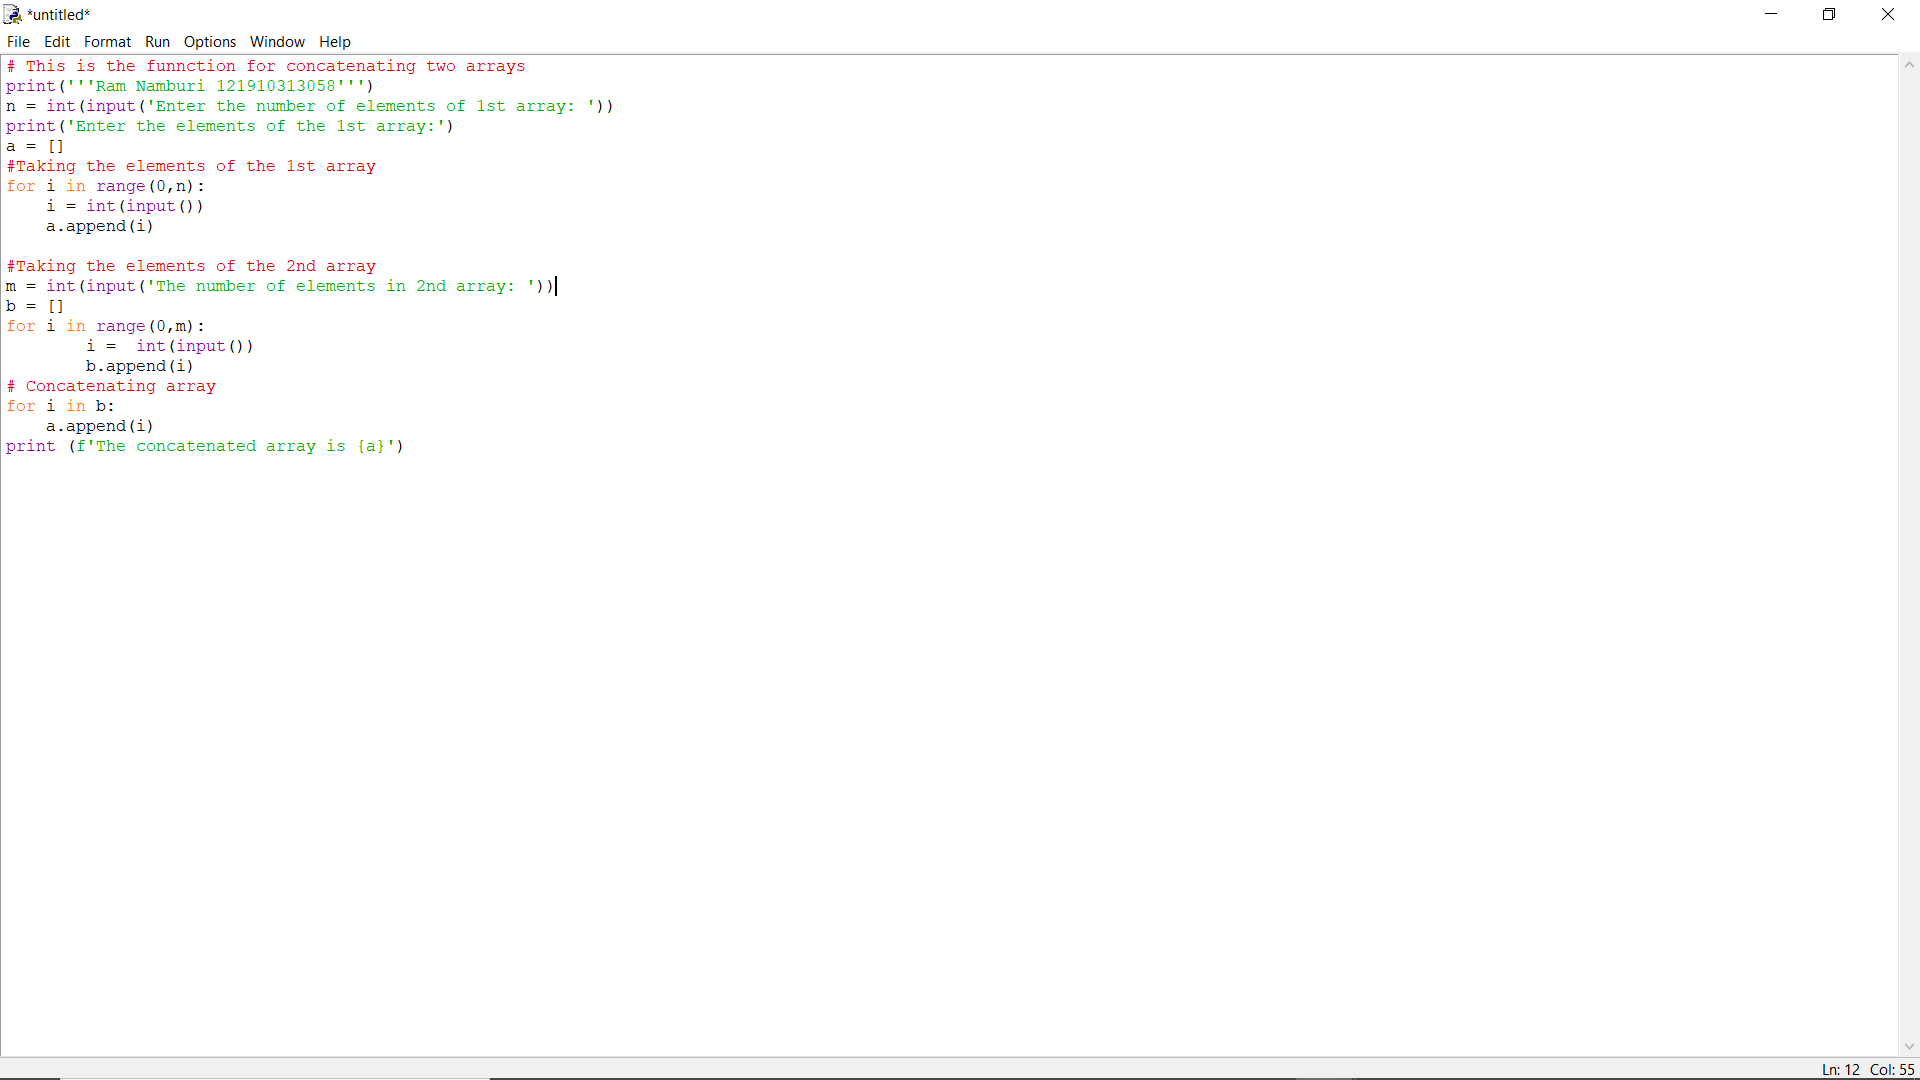 *untitled*
File Edit Format Run Options Window Help
# This is the funnction for concatenating two arrays
print('''Ram Namburi 121910313058''')
n = int(input('Enter the number of elements of 1st array: '))
print('Enter the elements of the 1st array:')
a = []
#Taking the elements of the 1st array
for i in range(0,n):
    i = int(input())
    a.append(i)

#Taking the elements of the 2nd array
m = int(input('The number of elements in 2nd array: '))
b = []
for i in range(0,m):
        i =  int(input())
        b.append(i)
# Concatenating array
for i in b:
    a.append(i)
print (f'The concatenated array is {a}')
Ln: 12 Col: 55